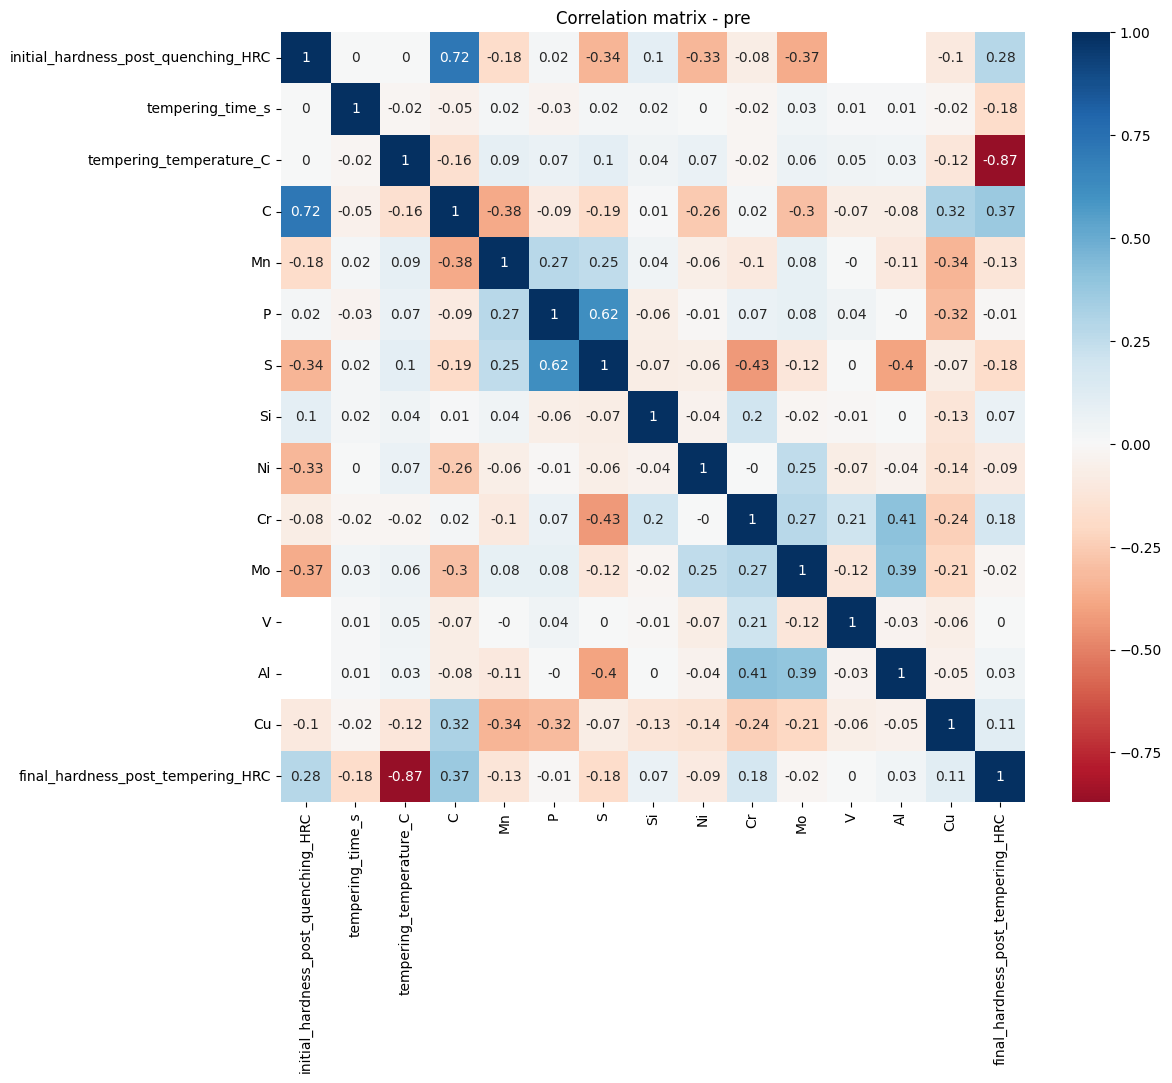 Correlation matrix - pre
initial_hardness_post_quenching_HRC 1 0 0 0.72 -0.18 0.02 -0.34 0.1 -0.33 -0.08 -0.37 -0.1 0.28
tempering_time_s 0 1 -0.02 -0.05 0.02 -0.03 0.02 0.02 0 -0.02 0.03 0.01 0.01 -0.02 -0.18
tempering_temperature_C 0 -0.02 1 -0.16 0.09 0.07 0.1 0.04 0.07 -0.02 0.06 0.05 0.03 -0.12 -0.87
C 0.72 -0.05 -0.16 1 -0.38 -0.09 -0.19 0.01 -0.26 0.02 -0.3 -0.07 -0.08 0.32 0.37
Mn -0.18 0.02 0.09 -0.38 1 0.27 0.25 0.04 -0.06 -0.1 0.08 -0 -0.11 -0.34 -0.13
P 0.02 -0.03 0.07 -0.09 0.27 1 0.62 -0.06 -0.01 0.07 0.08 0.04 -0 -0.32 -0.01
S -0.34 0.02 0.1 -0.19 0.25 0.62 1 -0.07 -0.06 -0.43 -0.12 0 -0.4 -0.07 -0.18
Si 0.1 0.02 0.04 0.01 0.04 -0.06 -0.07 1 -0.04 0.2 -0.02 -0.01 0 -0.13 0.07
Ni -0.33 0 0.07 -0.26 -0.06 -0.01 -0.06 -0.04 1 -0 0.25 -0.07 -0.04 -0.14 -0.09
Cr -0.08 -0.02 -0.02 0.02 -0.1 0.07 -0.43 0.2 -0 1 0.27 0.21 0.41 -0.24 0.18
Mo -0.37 0.03 0.06 -0.3 0.08 0.08 -0.12 -0.02 0.25 0.27 1 -0.12 0.39 -0.21 -0.02
V 0.01 0.05 -0.07 -0 0.04 0 -0.01 -0.07 0.21 -0.12 1 -0.03 -0.06 0
Al 0.01 0.03 -0.08 -0.11 -0 -0.4 0 -0.04 0.41 0.39 -0.03 1 -0.05 0.03
Cu -0.1 -0.02 -0.12 0.32 -0.34 -0.32 -0.07 -0.13 -0.14 -0.24 -0.21 -0.06 -0.05 1 0.11
final_hardness_post_tempering_HRC 0.28 -0.18 -0.87 0.37 -0.13 -0.01 -0.18 0.07 -0.09 0.18 -0.02 0 0.03 0.11 1
initial_hardness_post_quenching_HRC
tempering_time_s
tempering_temperature_C
C
Mn
P
S
Si
Ni
Cr
Mo
V
Al
Cu
final_hardness_post_tempering_HRC
1.00
0.75
0.50
0.25
0.00
−0.25
−0.50
−0.75